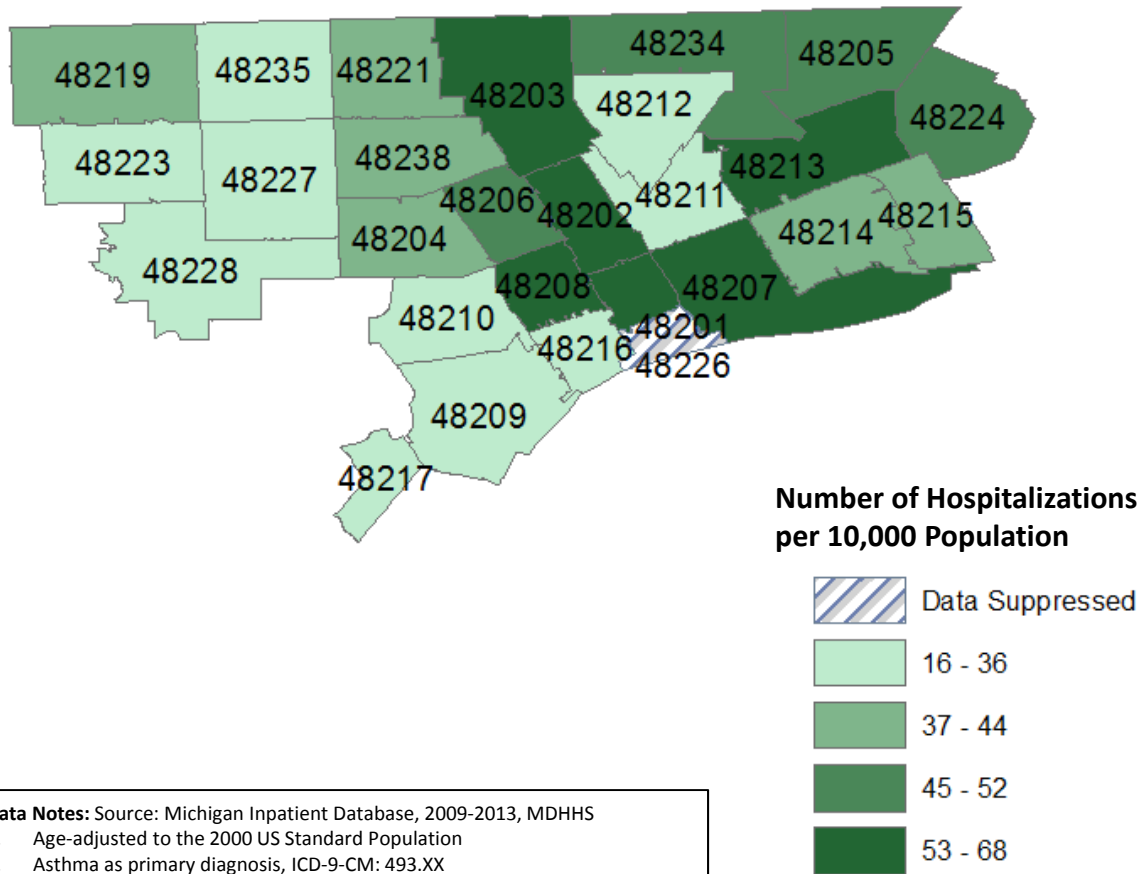 48219
48235
48221
48203
48234
48205
48212
48224
48223
48227
48238
48213
48206
48202
48211
48215
48204
48214
48228
48208
48207
48210
48201
48216
48226
48209
48217
Number of Hospitalizations
per 10,000 Population
Data Suppressed
16 - 36
37 - 44
45 - 52
53 - 68
ata Notes: Source: Michigan Inpatient Database, 2009-2013, MDHHS
Age-adjusted to the 2000 US Standard Population
Asthma as primary diagnosis, ICD-9-CM: 493.XX